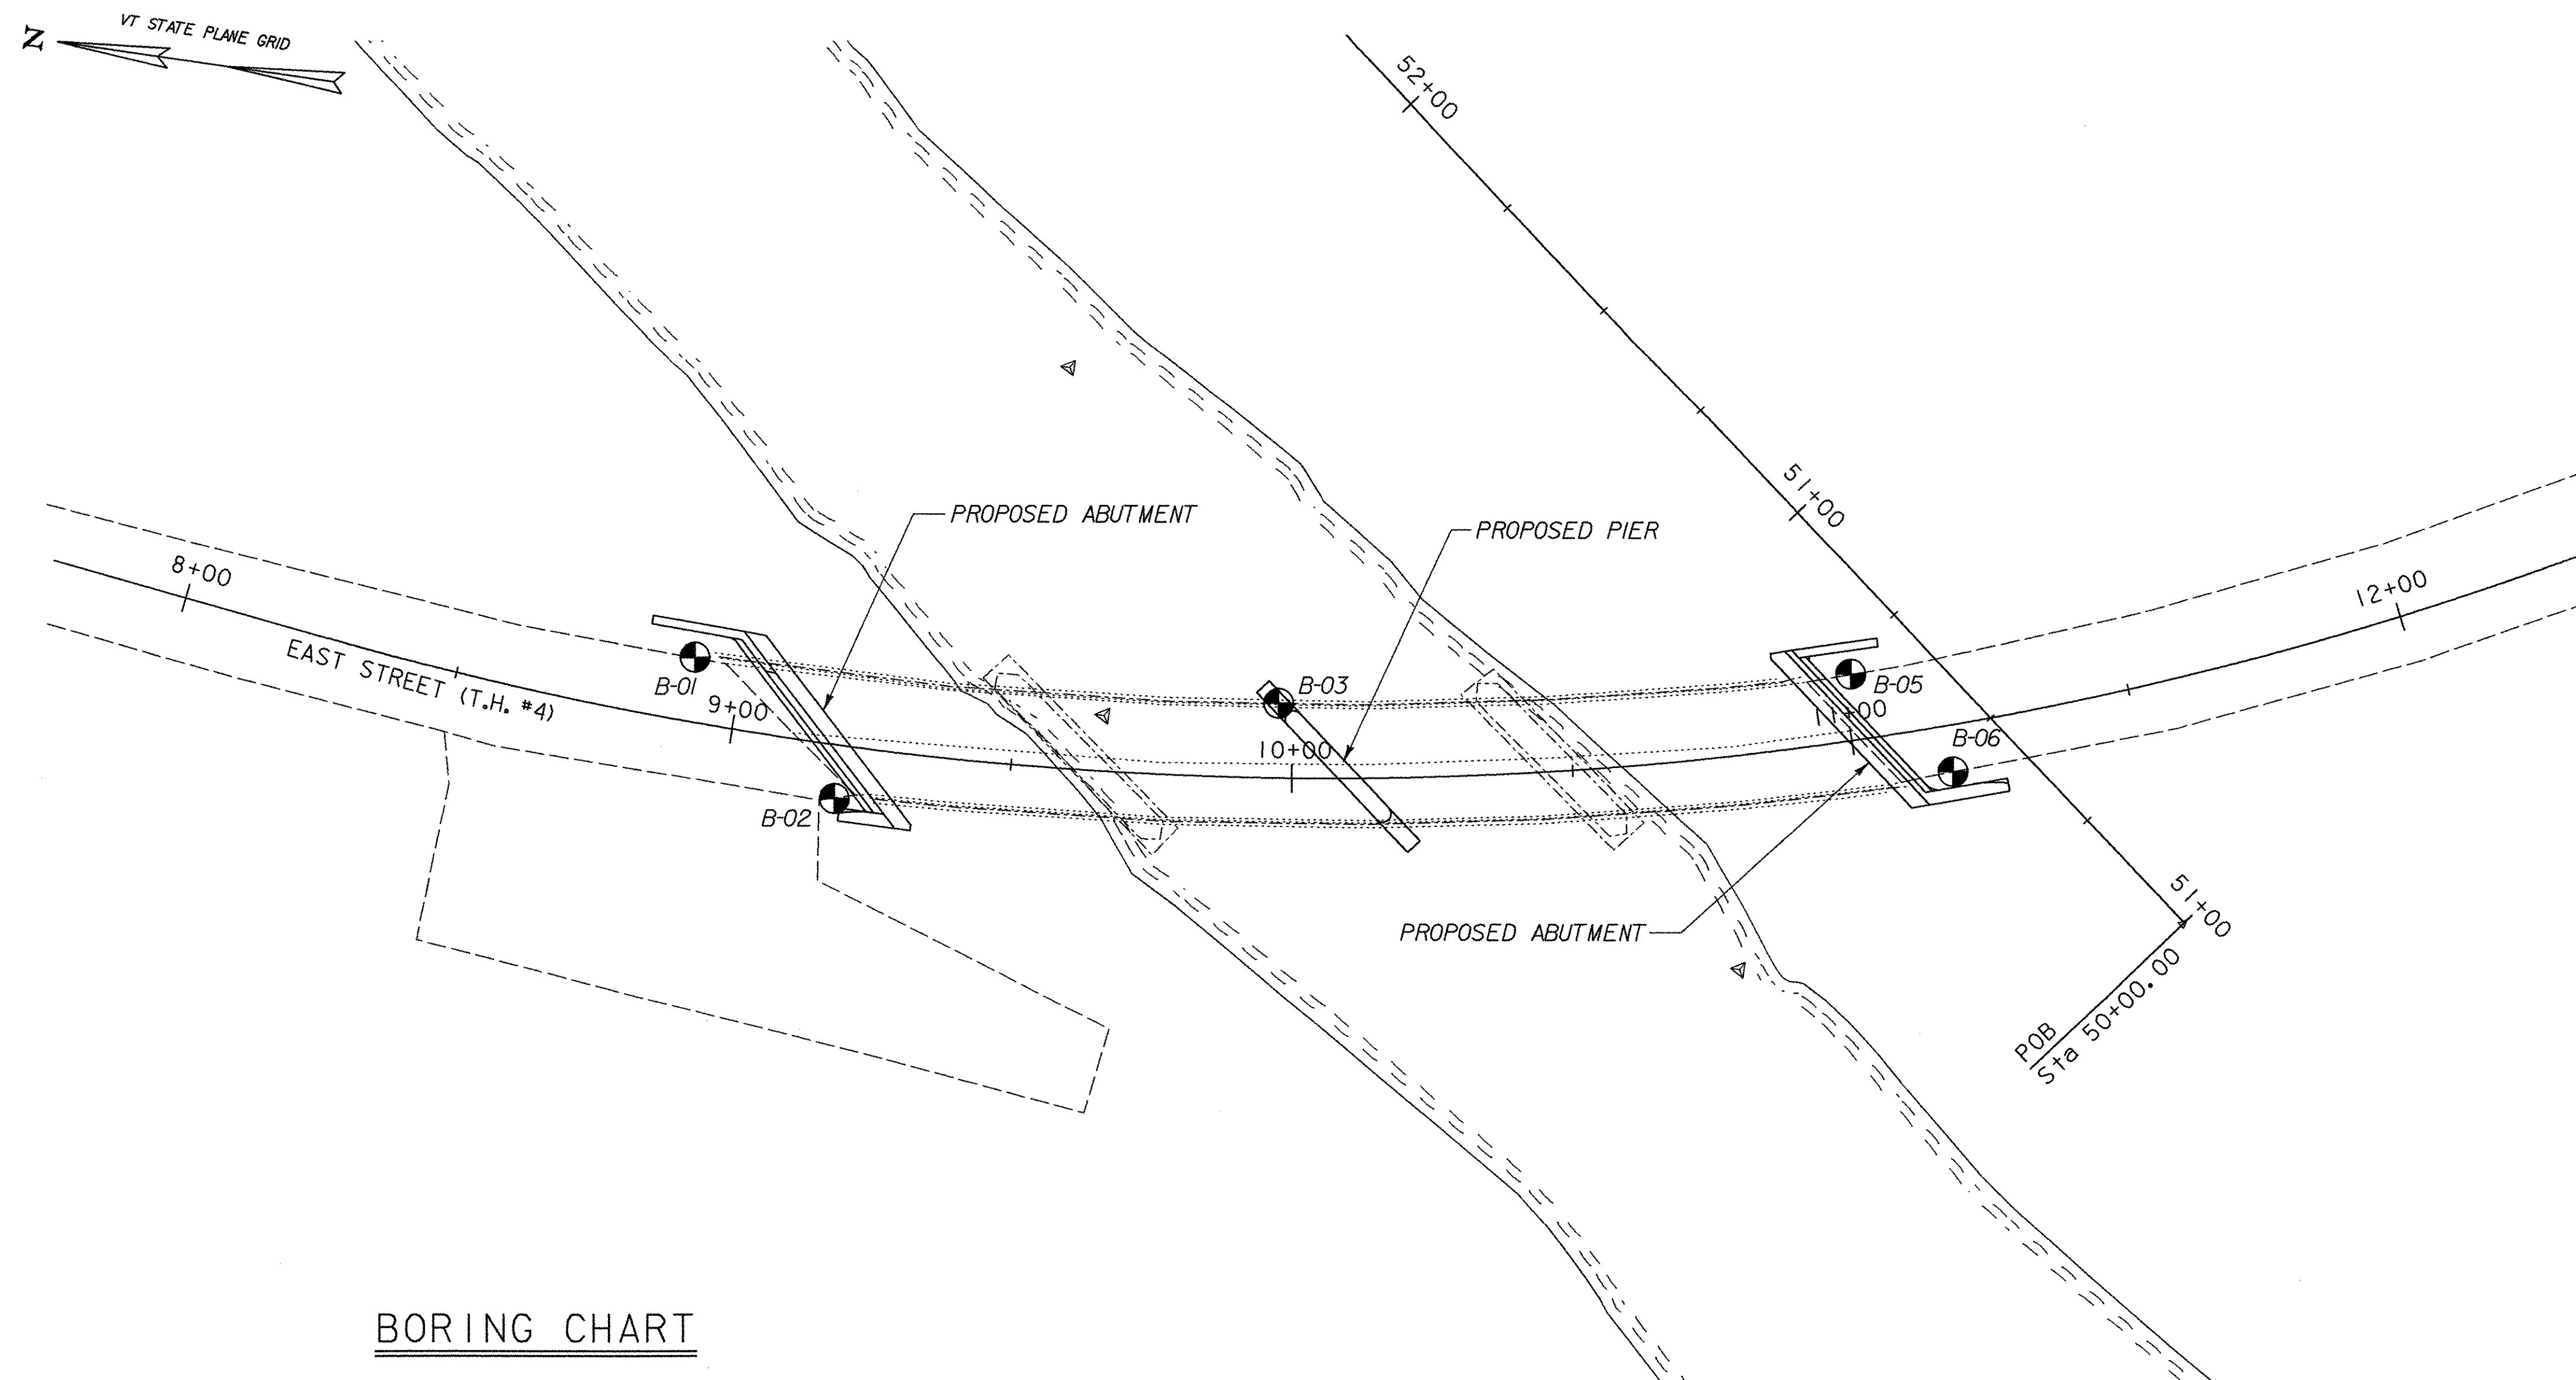 Z
VT STATE PLANE GRID
52+00
51+00
PROPOSED ABUTMENT
PROPOSED PIER
8+00
12+00
EAST STREET (T.H. #4)
B-01
9+00
B-03
B-05
11+00
10+00
B-06
B-02
PROPOSED ABUTMENT
51+00
POB
Sta 50+00.00
BORING CHART